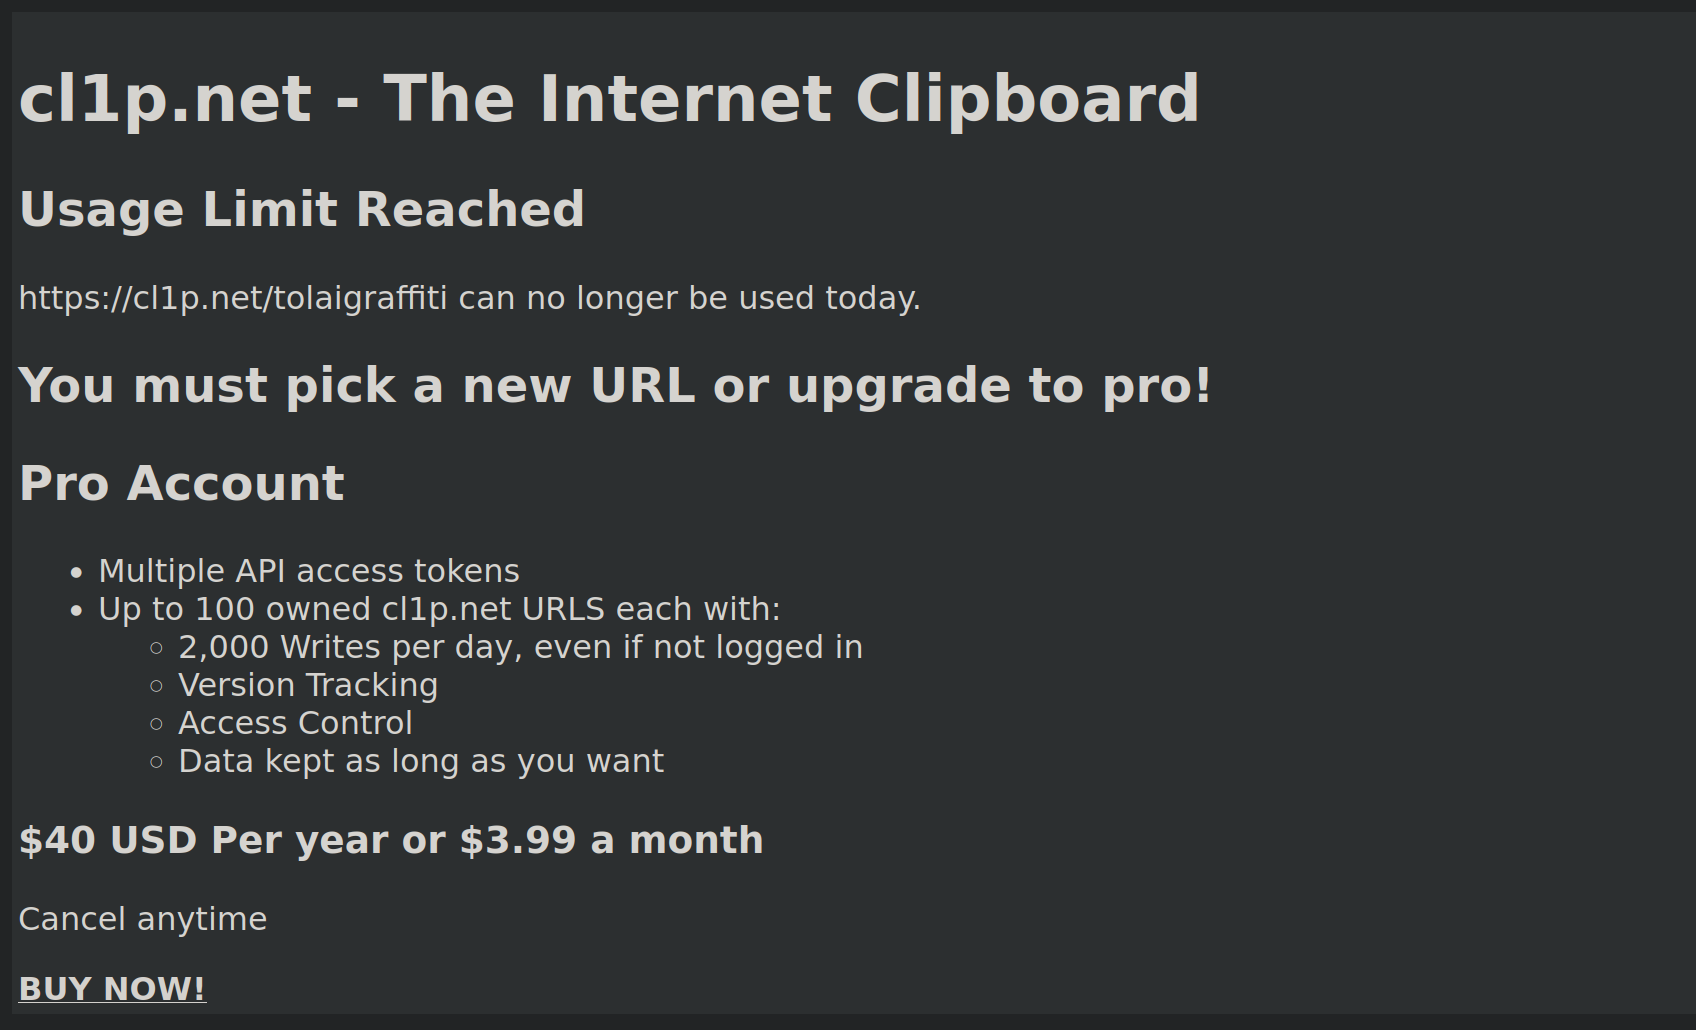 cl1p.net - The Internet Clipboard
Usage Limit Reached
https://cl1p.net/tolaigraffiti can no longer be used today.
You must pick a new URL or upgrade to pro!
Pro Account
• Multiple API access tokens
• Up to 100 owned cl1p.net URLS each with:
◦ 2,000 Writes per day, even if not logged in
◦ Version Tracking
◦ Access Control
◦ Data kept as long as you want
$40 USD Per year or $3.99 a month
Cancel anytime
BUY NOW!